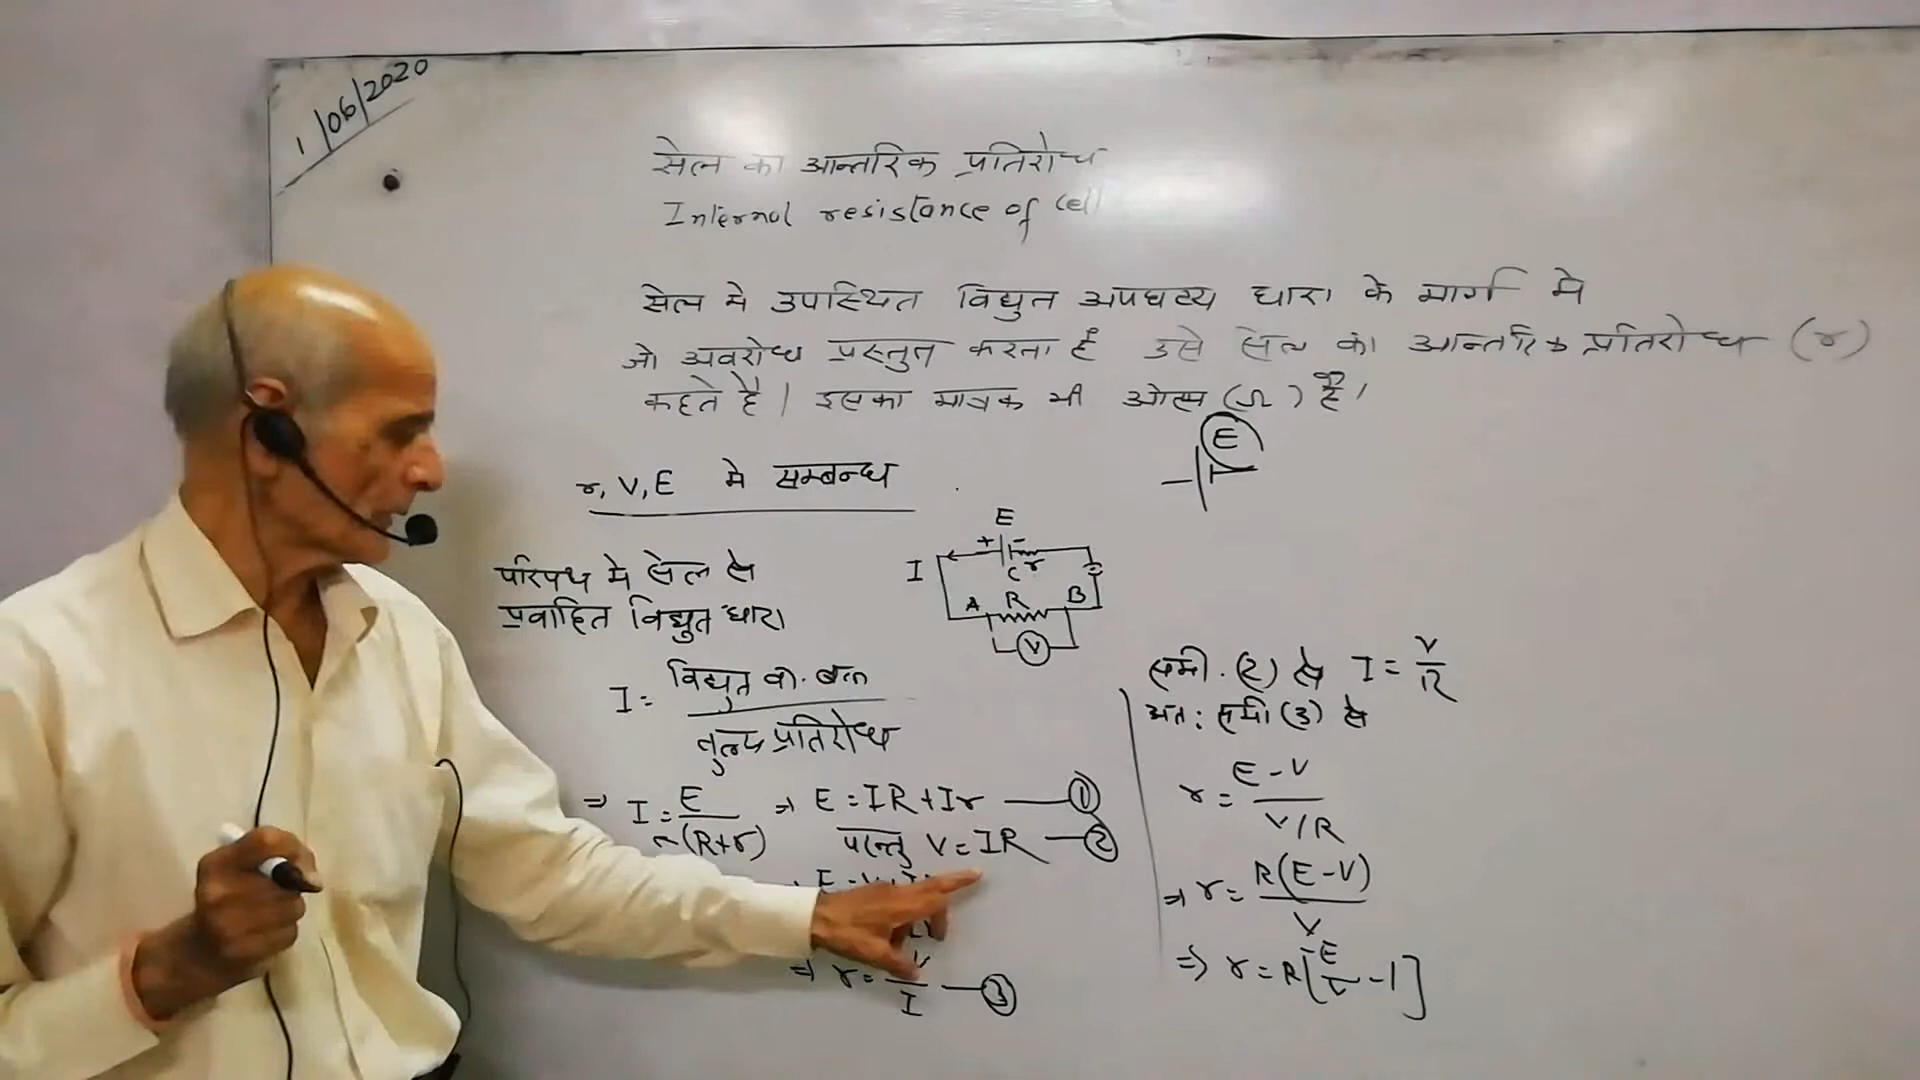 1/06/2020
सेल का आन्तरिक प्रतिरोध
Internal resistance of cell
सेल मे उपस्थित विद्युत अपघट्य धारा के मार्ग मे
जो अवरोध प्रस्तुत करता है उसे सेल का आन्तरिक प्रतिरोध (r)
कहते है। इसका मात्रक भी ओह्म (Ω) है।
E
r, V, E मे सम्बन्ध
E
+ -
I
r
A R B
V
परिपथ मे सेल से
प्रवाहित विद्युत धारा
I = विद्युत वा. बल / तुल्य प्रतिरोध
⇒ I = E / (R+r) ⇒ E = IR + Ir ①
परन्तु V = IR ②
⇒ r = V / I ③
समी. (2) से I = V/R
अत: समी (3) से
r = E-V / V/R
⇒ r = R(E-V) / V
⇒ r = R[E/V - 1]